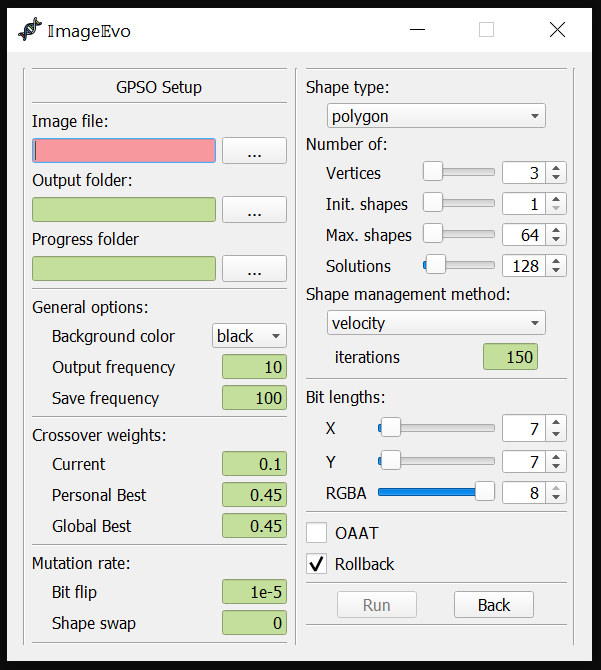 ImageEvo
GPSO Setup
Image file:
...
Output folder:
...
Progress folder
...
General options:
Background color black
Output frequency 10
Save frequency 100
Crossover weights:
Current 0.1
Personal Best 0.45
Global Best 0.45
Mutation rate:
Bit flip 1e-5
Shape swap 0
Shape type:
polygon
Number of:
Vertices 3
Init. shapes 1
Max. shapes 64
Solutions 128
Shape management method:
velocity
iterations 150
Bit lengths:
X 7
Y 7
RGBA 8
OAAT
Rollback
Run Back